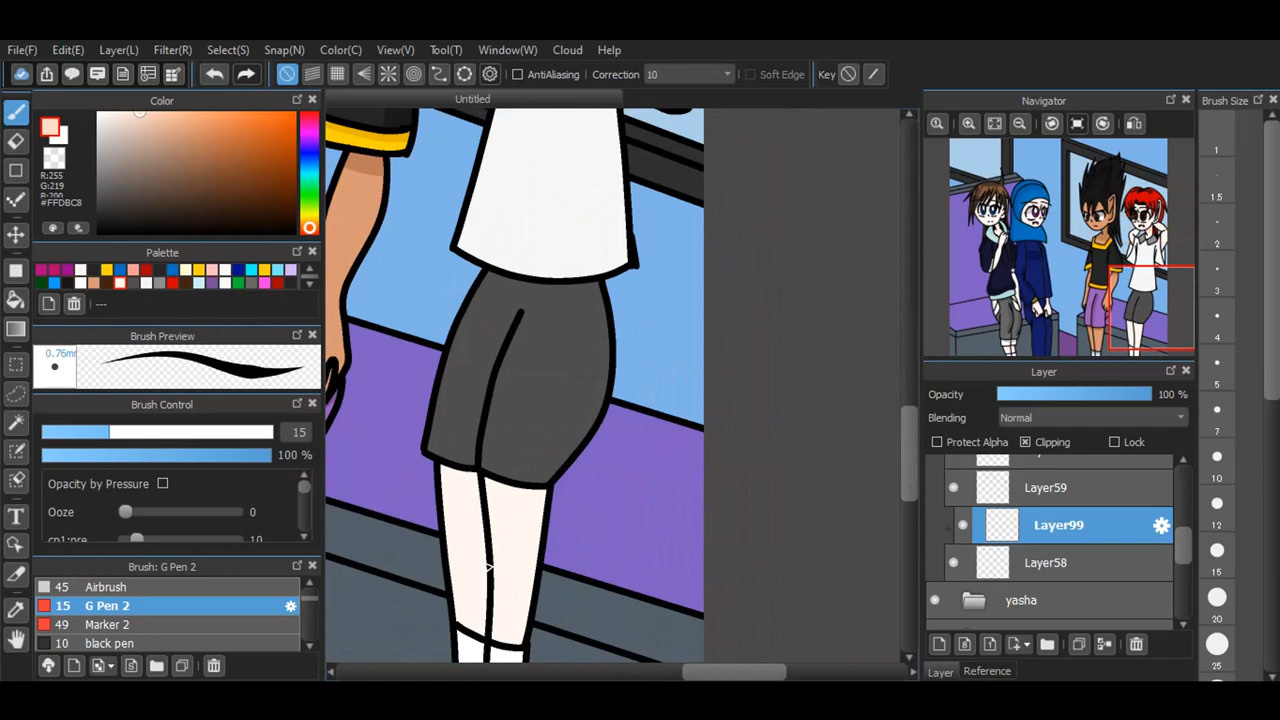 File(F) Edit(E) Layer(L) Filter(R) Select(S) Snap(N) Color(C) View(V) Tool(T) Window(W) Cloud Help
AntiAliasing Correction 10 Soft Edge Key
Color
Untitled
Navigator
Brush Size
R:255
G:219
B:200
#FFDBC8
Palette
---
Brush Preview
0.76m
Brush Control
15
100 %
Opacity by Pressure
Ooze 0
cp1:pre 10
Brush: G Pen 2
45 Airbrush
15 G Pen 2
49 Marker 2
10 black pen
Layer
Opacity 100 %
Blending Normal
Protect Alpha Clipping Lock
Layer59
Layer99
Layer58
yasha
Layer Reference
1
1.5
2
3
4
5
7
10
12
15
20
25